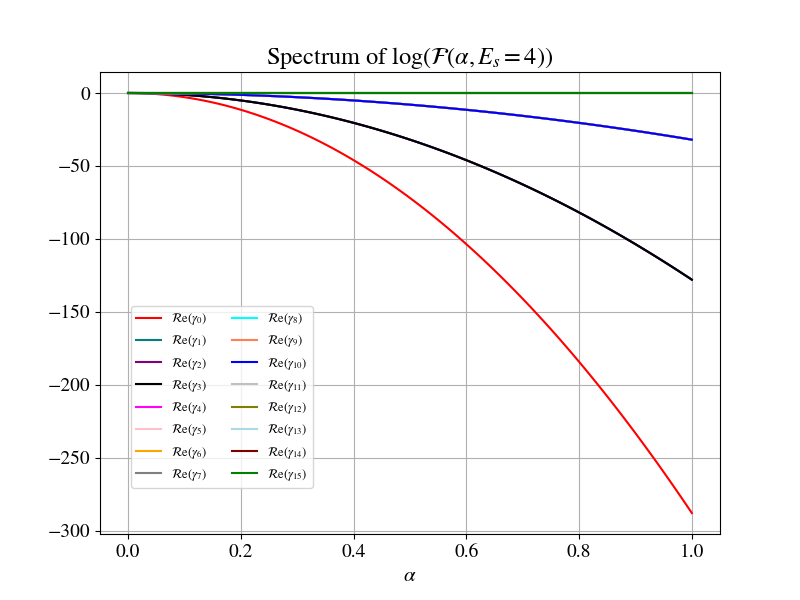 Spectrum of log(𝓕(α, E_s = 4))
0
−50
−100
−150
−200
−250
−300
𝓡e(γ₀) 𝓡e(γ₈)
𝓡e(γ₁) 𝓡e(γ₉)
𝓡e(γ₂) 𝓡e(γ₁₀)
𝓡e(γ₃) 𝓡e(γ₁₁)
𝓡e(γ₄) 𝓡e(γ₁₂)
𝓡e(γ₅) 𝓡e(γ₁₃)
𝓡e(γ₆) 𝓡e(γ₁₄)
𝓡e(γ₇) 𝓡e(γ₁₅)
0.0 0.2 0.4 0.6 0.8 1.0
α